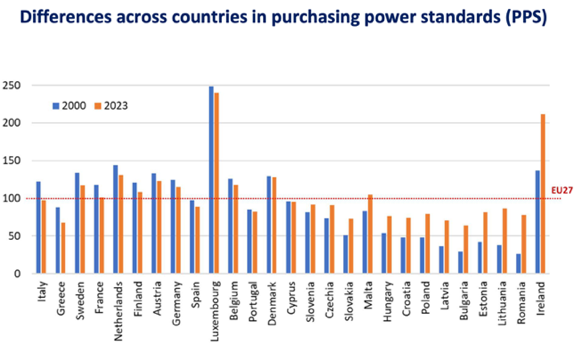 Differences across countries in purchasing power standards (PPS)
250
200
150
100
50
0
2000 2023
EU27
Italy
Greece
Sweden
France
Netherlands
Finland
Austria
Germany
Spain
Luxembourg
Belgium
Portugal
Denmark
Cyprus
Slovenia
Czechia
Slovakia
Malta
Hungary
Croatia
Poland
Latvia
Bulgaria
Estonia
Lithuania
Romania
Ireland